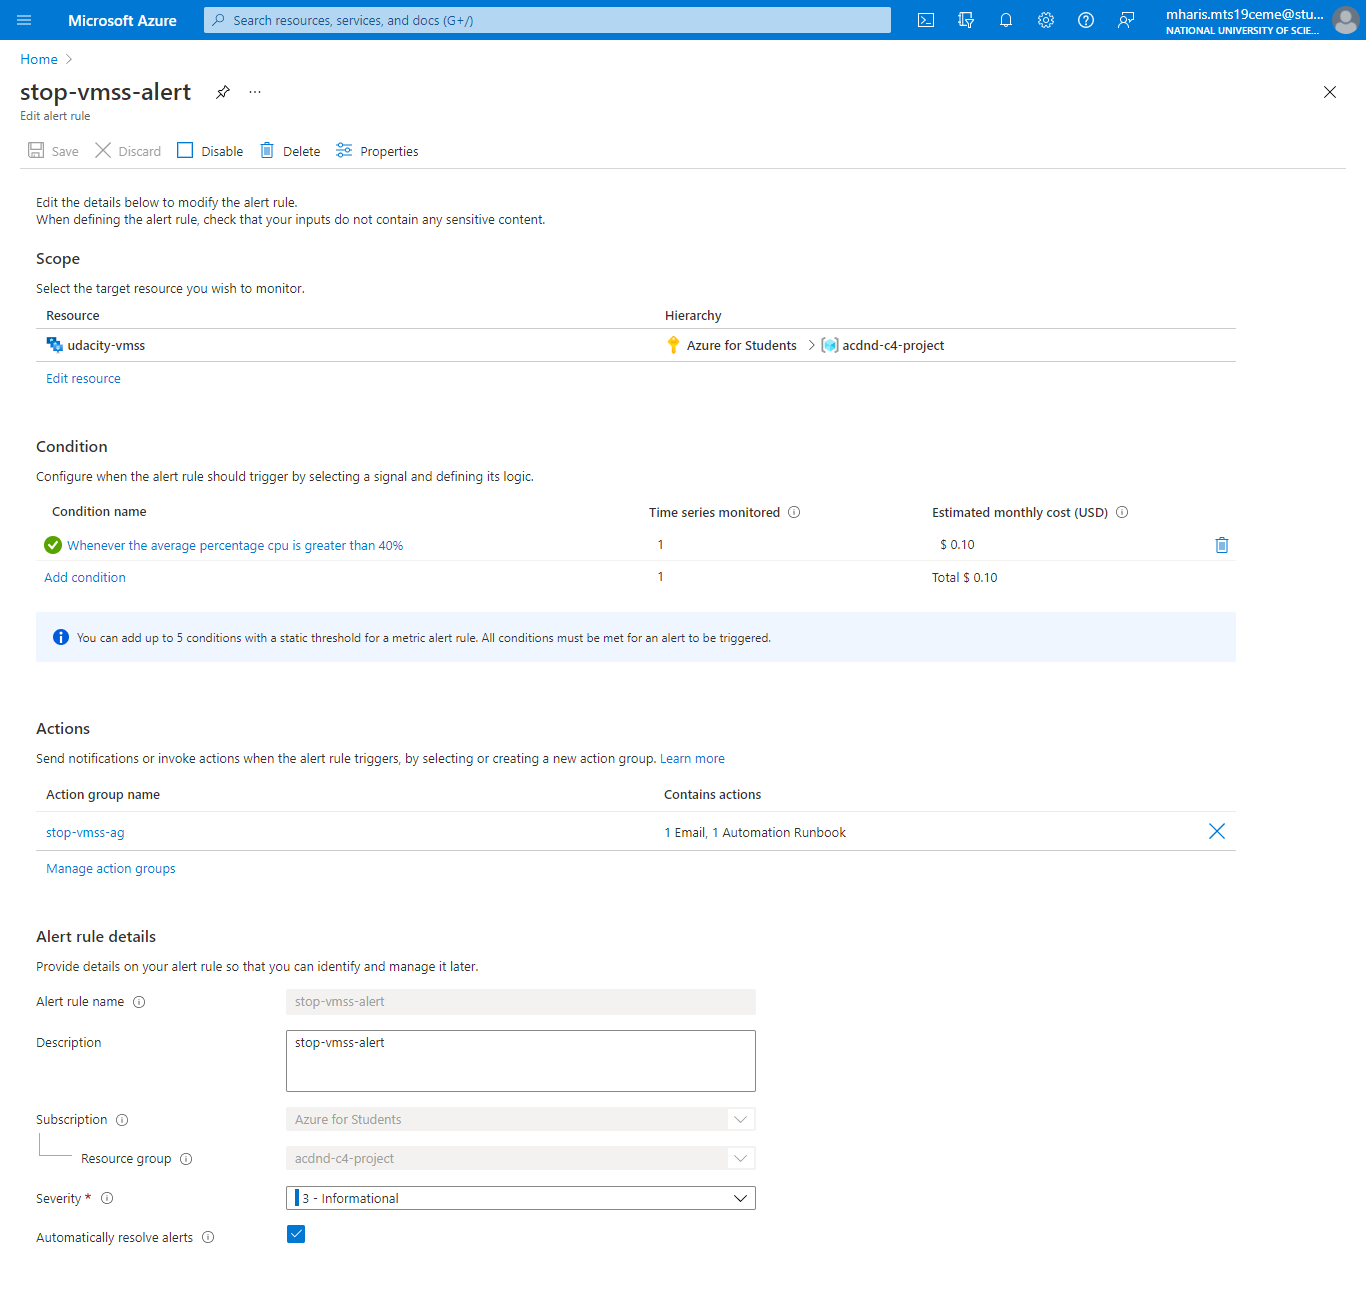 Microsoft Azure
Search resources, services, and docs (G+/)
mharis.mts19ceme@stu...
NATIONAL UNIVERSITY OF SCIE...
Home
stop-vmss-alert
...
Edit alert rule
Save Discard Disable Delete Properties
Edit the details below to modify the alert rule.
When defining the alert rule, check that your inputs do not contain any sensitive content.
Scope
Select the target resource you wish to monitor.
Resource Hierarchy
udacity-vmss Azure for Students > acdnd-c4-project
Edit resource
Condition
Configure when the alert rule should trigger by selecting a signal and defining its logic.
Condition name Time series monitored Estimated monthly cost (USD)
Whenever the average percentage cpu is greater than 40% 1 $ 0.10
Add condition 1 Total $ 0.10
You can add up to 5 conditions with a static threshold for a metric alert rule. All conditions must be met for an alert to be triggered.
Actions
Send notifications or invoke actions when the alert rule triggers, by selecting or creating a new action group. Learn more
Action group name Contains actions
stop-vmss-ag 1 Email, 1 Automation Runbook
Manage action groups
Alert rule details
Provide details on your alert rule so that you can identify and manage it later.
Alert rule name stop-vmss-alert
Description stop-vmss-alert
Subscription Azure for Students
Resource group acdnd-c4-project
Severity * 3 - Informational
Automatically resolve alerts